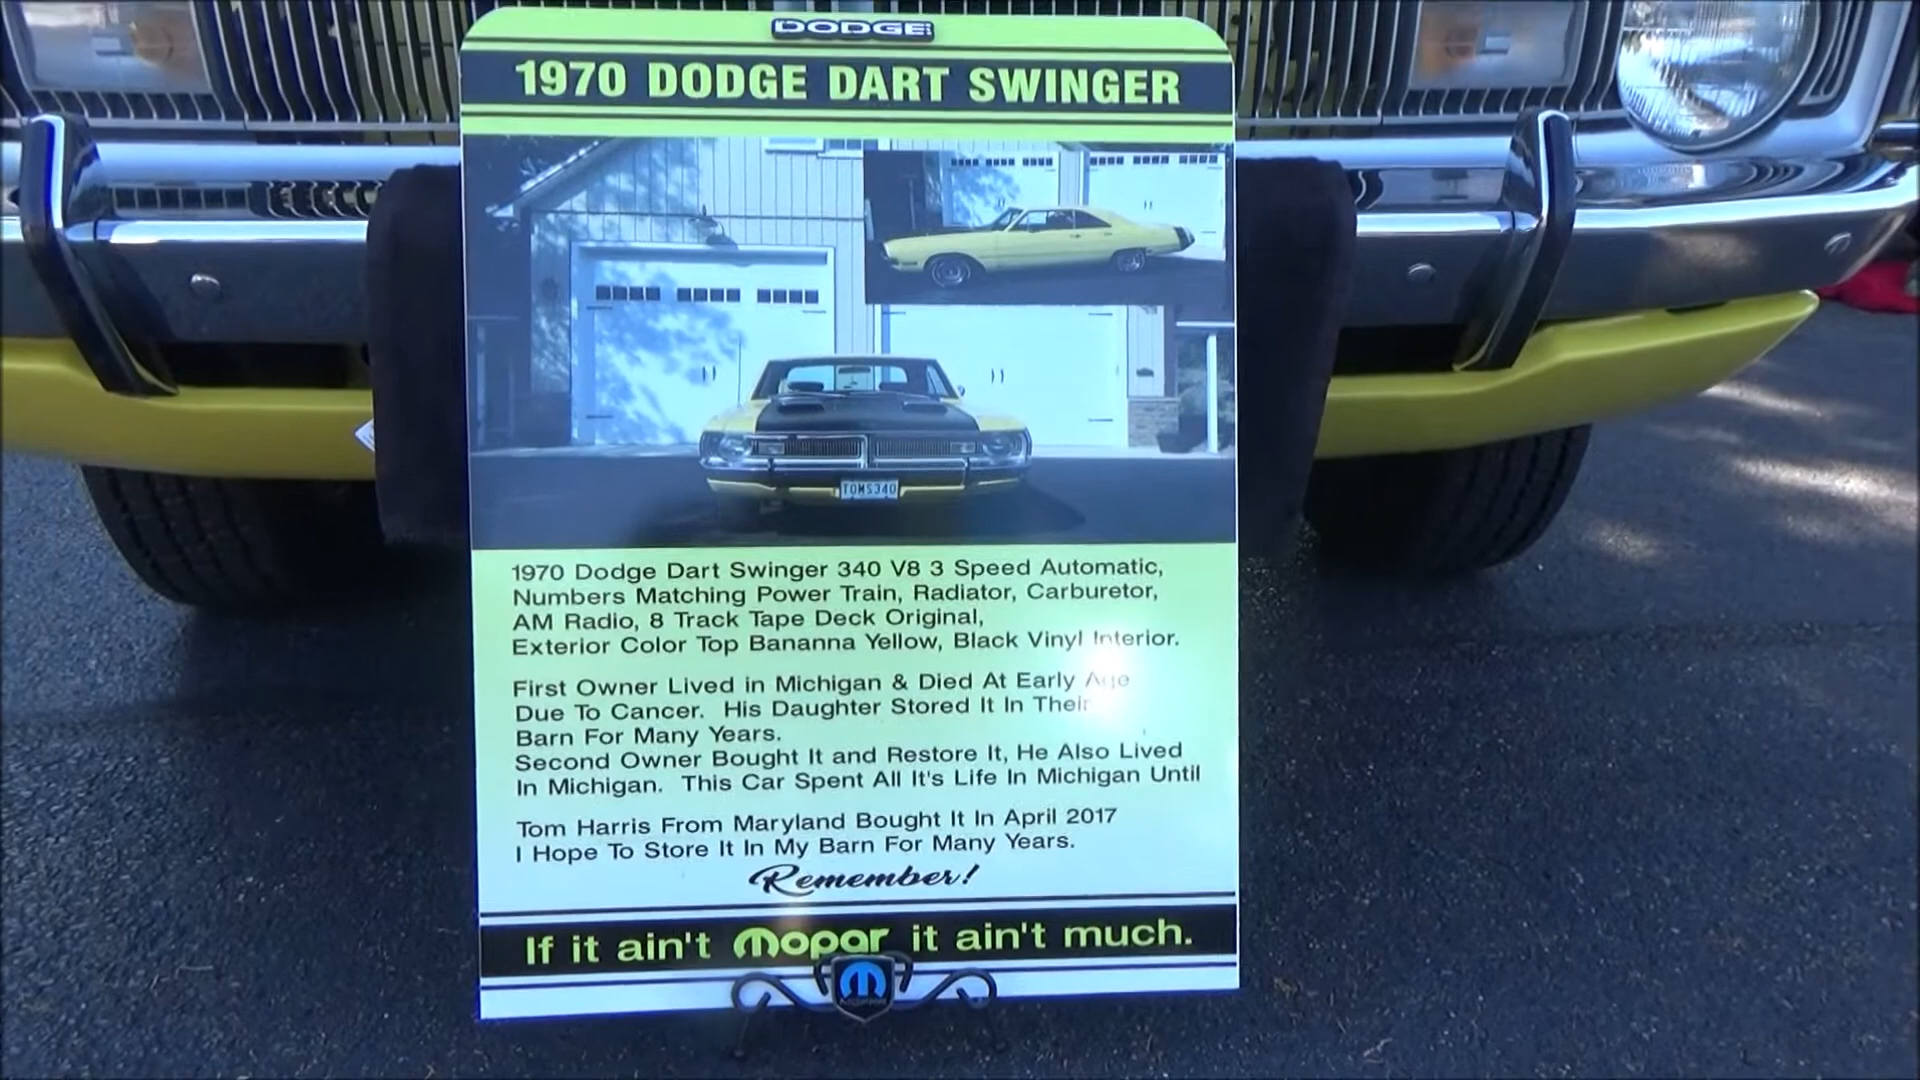 DODGE
1970 DODGE DART SWINGER
TOMS340
1970 Dodge Dart Swinger 340 V8 3 Speed Automatic,
Numbers Matching Power Train, Radiator, Carburetor,
AM Radio, 8 Track Tape Deck Original,
Exterior Color Top Bananna Yellow, Black Vinyl Interior.
First Owner Lived in Michigan & Died At Early Age
Due To Cancer. His Daughter Stored It In Their
Barn For Many Years.
Second Owner Bought It and Restore It, He Also Lived
In Michigan. This Car Spent All It's Life In Michigan Until
Tom Harris From Maryland Bought It In April 2017
I Hope To Store It In My Barn For Many Years.
Remember!
If it ain't Mopar it ain't much.